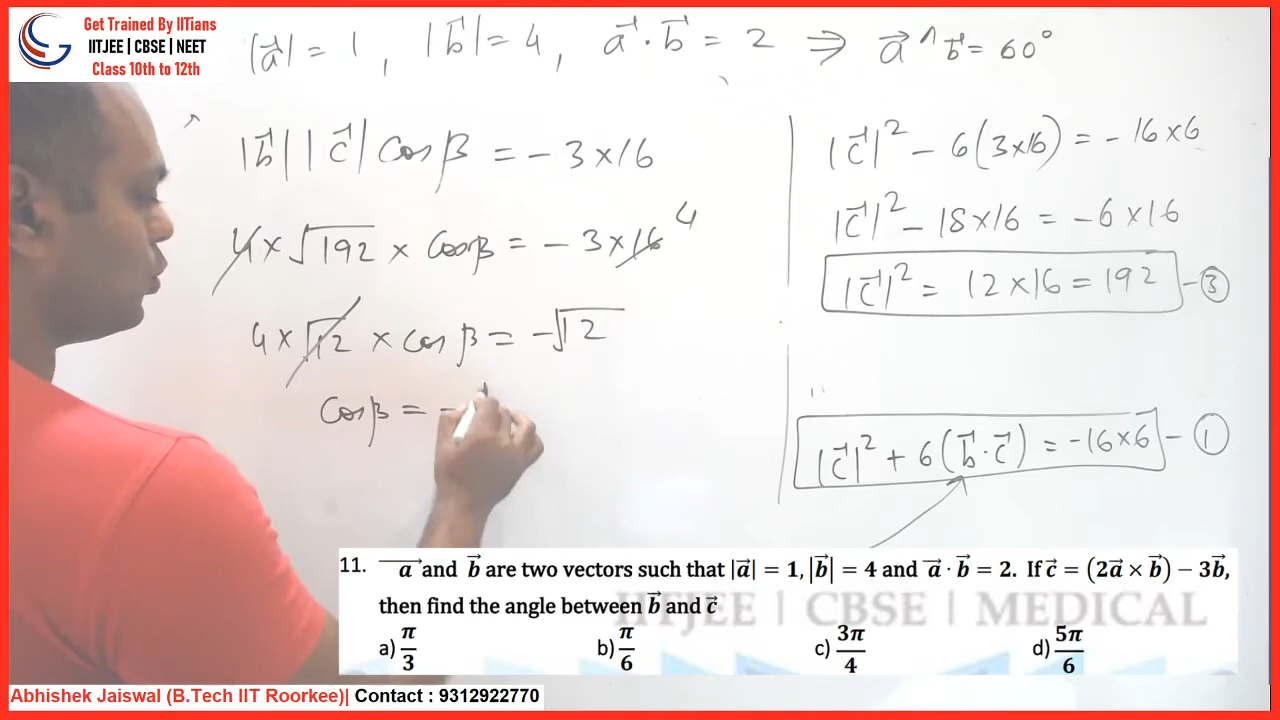 Get Trained By IITians
IITJEE | CBSE | NEET
Class 10th to 12th
|a⃗| = 1 , |b⃗| = 4 , a⃗ · b⃗ = 2 ⇒ a⃗ ^ b⃗ = 60°
|b⃗| |c⃗| cosβ = − 3×16
4 × √192 × cosβ = − 3×16 4
4 × √12 × cosβ = −√12
cosβ = −
|c⃗|² − 6(3×16) = −16×6
|c⃗|² − 18×16 = −6×16
|c⃗|² = 12×16 = 192 − ③
|c⃗|² + 6(b⃗·c⃗) = −16×6 − ①
11. a⃗ and b⃗ are two vectors such that |a⃗| = 1, |b⃗| = 4 and a⃗ · b⃗ = 2. If c⃗ = (2a⃗ × b⃗) − 3b⃗,
then find the angle between b⃗ and c⃗
a) π/3 b) π/6 c) 3π/4 d) 5π/6
IITJEE | CBSE | MEDICAL
Abhishek Jaiswal (B.Tech IIT Roorkee)| Contact : 9312922770